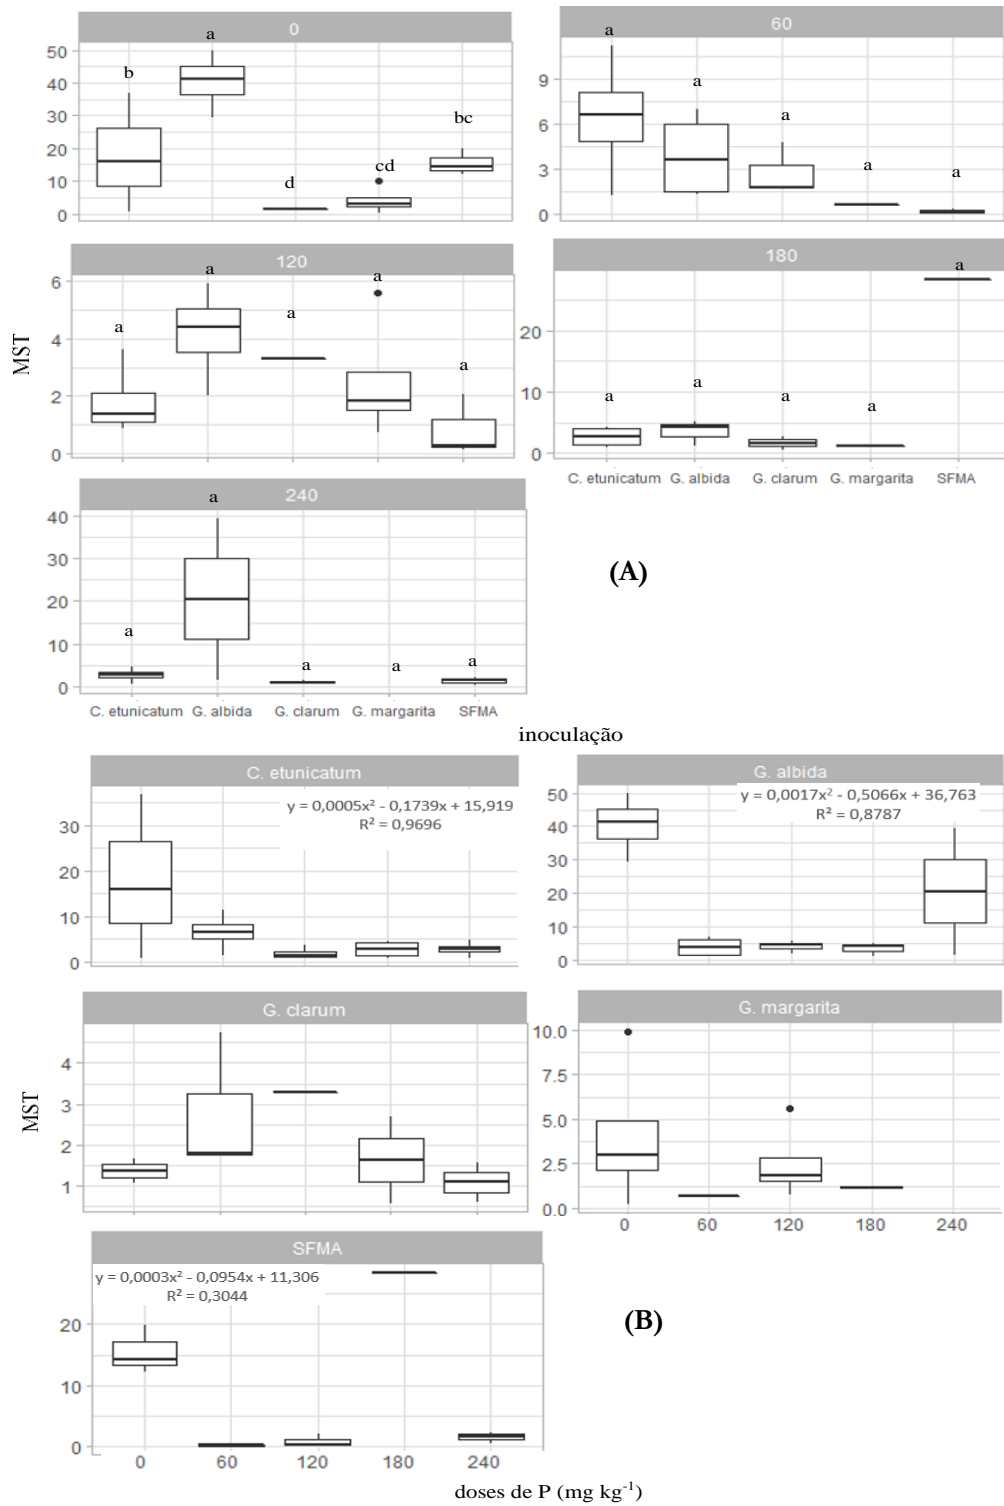 0
a
b
bc
cd
d
50
40
30
20
10
0
60
a
a
a
a
a
9
6
3
0
120
a
a
a
a
a
6
4
2
0
MST
180
a
a
a
a
a
20
10
0
C. etunicatum G. albida G. clarum G. margarita SFMA
240
a
a
a
a
a
40
30
20
10
0
C. etunicatum G. albida G. clarum G. margarita SFMA
(A)
inoculação
C. etunicatum
y = 0,0005x² - 0,1739x + 15,919
R² = 0,9696
30
20
10
0
G. albida
y = 0,0017x² - 0,5066x + 36,763
R² = 0,8787
50
40
30
20
10
0
G. clarum
4
3
2
1
MST
G. margarita
10.0
7.5
5.0
2.5
0.0
0 60 120 180 240
SFMA
y = 0,0003x² - 0,0954x + 11,306
R² = 0,3044
20
10
0
0 60 120 180 240
(B)
doses de P (mg kg⁻¹)